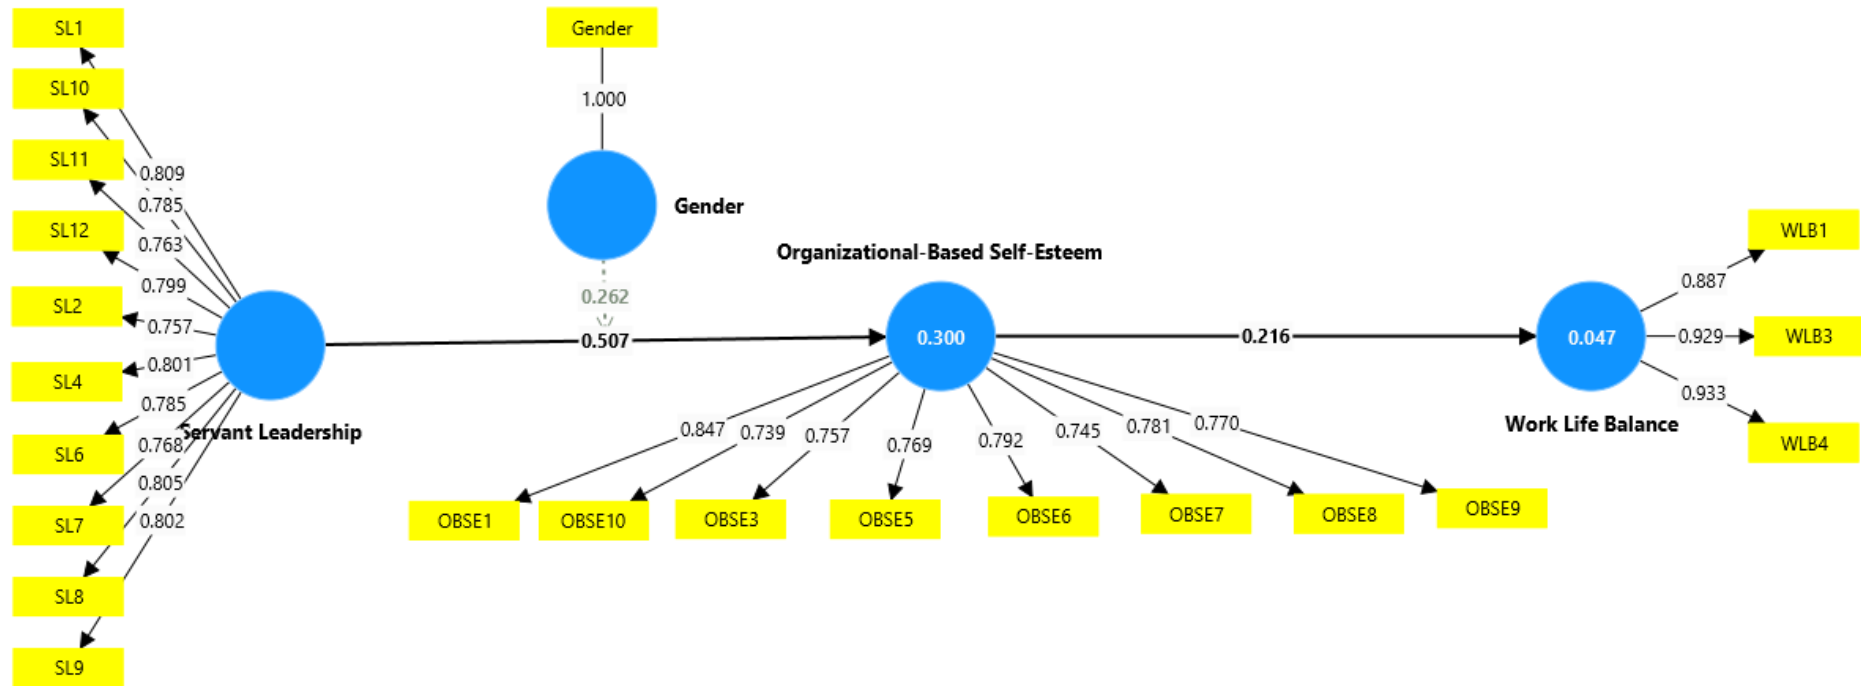 SL1
SL10
SL11
SL12
SL2
SL4
SL6
SL7
SL8
SL9
0.809
0.785
0.763
0.799
0.757
0.801
0.785
0.768
0.805
0.802
Servant Leadership
Gender
1.000
Gender
0.262
0.507
Organizational-Based Self-Esteem
0.300
0.847
0.739
0.757
0.769
0.792
0.745
0.781
0.770
OBSE1
OBSE10
OBSE3
OBSE5
OBSE6
OBSE7
OBSE8
OBSE9
0.216
0.047
Work Life Balance
0.887
0.929
0.933
WLB1
WLB3
WLB4